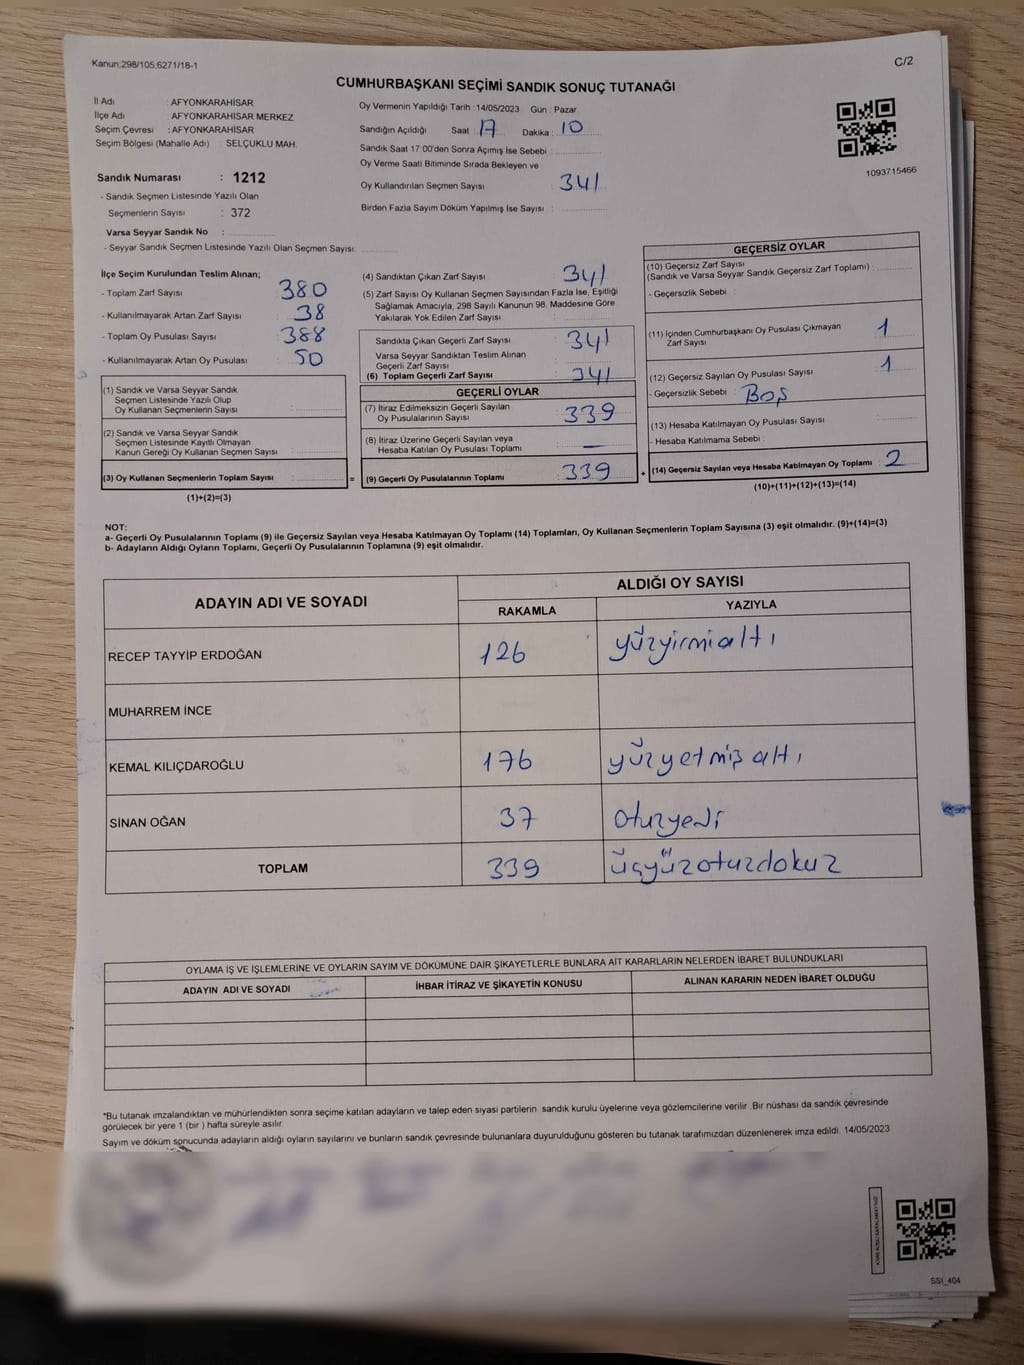 Kanun:298/105,6271/18-1
C/2
CUMHURBAŞKANI SEÇİMİ SANDIK SONUÇ TUTANAĞI
İl Adı : AFYONKARAHİSAR
İlçe Adı : AFYONKARAHİSAR MERKEZ
Seçim Çevresi : AFYONKARAHİSAR
Seçim Bölgesi (Mahalle Adı) : SELÇUKLU MAH.
Sandık Numarası : 1212
- Sandık Seçmen Listesinde Yazılı Olan
Seçmenlerin Sayısı : 372
Varsa Seyyar Sandık No :
- Seyyar Sandık Seçmen Listesinde Yazılı Olan Seçmen Sayısı:
Oy Vermenin Yapıldığı Tarih : 14/05/2023 Gün : Pazar
Sandığın Açıldığı Saat : 17 Dakika : 10
Sandık Saat 17:00'den Sonra Açımış İse Sebebi :
Oy Verme Saati Bitiminde Sırada Bekleyen ve
Oy Kullandırılan Seçmen Sayısı 341
Birden Fazla Sayım Döküm Yapılmış İse Sayısı :
1093715466
İlçe Seçim Kurulundan Teslim Alınan;
- Toplam Zarf Sayısı 380
- Kullanılmayarak Artan Zarf Sayısı 38
- Toplam Oy Pusulası Sayısı 388
- Kullanılmayarak Artan Oy Pusulası 50
(1) Sandık ve Varsa Seyyar Sandık
Seçmen Listesinde Yazılı Olup
Oy Kullanan Seçmenlerin Sayısı :
(2) Sandık ve Varsa Seyyar Sandık
Seçmen Listesinde Kayıtlı Olmayan
Kanun Gereği Oy Kullanan Seçmen Sayısı :
(3) Oy Kullanan Seçmenlerin Toplam Sayısı :
(1)+(2)=(3)
(4) Sandıktan Çıkan Zarf Sayısı 341
(5) Zarf Sayısı Oy Kullanan Seçmen Sayısından Fazla İse, Eşitliği
Sağlamak Amacıyla; 298 Sayılı Kanunun 98. Maddesine Göre
Yakılarak Yok Edilen Zarf Sayısı :
Sandıkta Çıkan Geçerli Zarf Sayısı 341
Varsa Seyyar Sandıktan Teslim Alınan
Geçerli Zarf Sayısı
(6) Toplam Geçerli Zarf Sayısı 341
GEÇERLİ OYLAR
(7) İtiraz Edilmeksizin Geçerli Sayılan
Oy Pusulalarının Sayısı 339
(8) İtiraz Üzerine Geçerli Sayılan veya
Hesaba Katılan Oy Pusulası Toplamı —
= (9) Geçerli Oy Pusulalarının Toplamı 339
GEÇERSİZ OYLAR
(10) Geçersiz Zarf Sayısı
(Sandık ve Varsa Seyyar Sandık Geçersiz Zarf Toplamı) :
- Geçersizlik Sebebi :
(11) İçinden Cumhurbaşkanı Oy Pusulası Çıkmayan
Zarf Sayısı 1
(12) Geçersiz Sayılan Oy Pusulası Sayısı 1
- Geçersizlik Sebebi : Boş
(13) Hesaba Katılmayan Oy Pusulası Sayısı
- Hesaba Katılmama Sebebi :
+ (14) Geçersiz Sayılan veya Hesaba Katılmayan Oy Toplamı 2
(10)+(11)+(12)+(13)=(14)
NOT:
a- Geçerli Oy Pusulalarının Toplamı (9) ile Geçersiz Sayılan veya Hesaba Katılmayan Oy Toplamı (14) Toplamları, Oy Kullanan Seçmenlerin Toplam Sayısına (3) eşit olmalıdır. (9)+(14)=(3)
b- Adayların Aldığı Oyların Toplamı, Geçerli Oy Pusulalarının Toplamına (9) eşit olmalıdır.
ADAYIN ADI VE SOYADI
ALDIĞI OY SAYISI
RAKAMLA YAZIYLA
RECEP TAYYİP ERDOĞAN 126 yüzyirmialtı
MUHARREM İNCE
KEMAL KILIÇDAROĞLU 176 yüzyetmiş altı
SİNAN OĞAN 37 otuzyedi
TOPLAM 339 üçyüzotuzdokuz
OYLAMA İŞ VE İŞLEMLERİNE VE OYLARIN SAYIM VE DÖKÜMÜNE DAİR ŞİKAYETLERLE BUNLARA AİT KARARLARIN NELERDEN İBARET BULUNDUKLARI
ADAYIN ADI VE SOYADI İHBAR İTİRAZ VE ŞİKAYETİN KONUSU ALINAN KARARIN NEDEN İBARET OLDUĞU
*Bu tutanak imzalandıktan ve mühürlendikten sonra seçime katılan adayların ve talep eden siyasi partilerin sandık kurulu üyelerine veya gözlemcilerine verilir. Bir nüshası da sandık çevresinde
görülecek bir yere 1 (bir ) hafta süreyle asılır.
Sayım ve döküm sonucunda adayların aldığı oyların sayılarını ve bunların sandık çevresinde bulunanlara duyurulduğunu gösteren bu tutanak tarafımızdan düzenlenerek imza edildi. 14/05/2023
SSİ_404